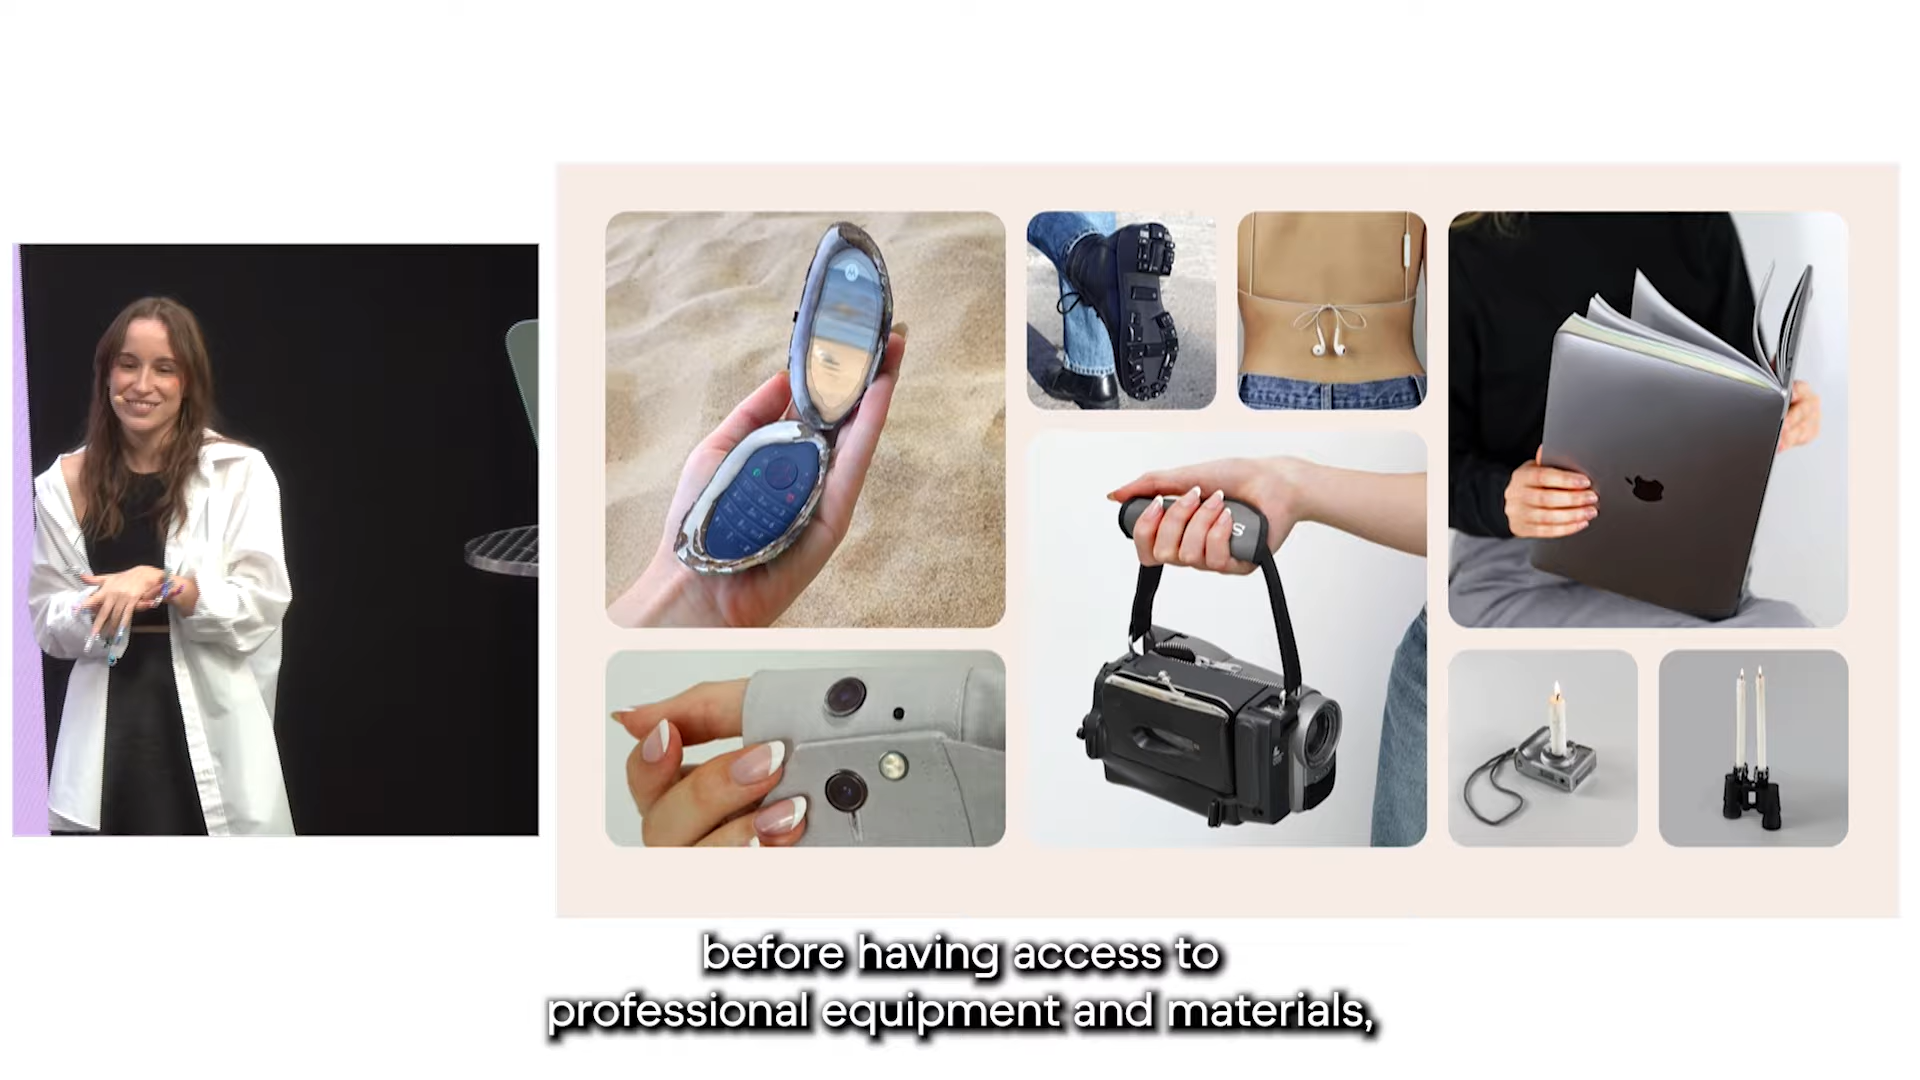 before having access to
professional equipment and materials,